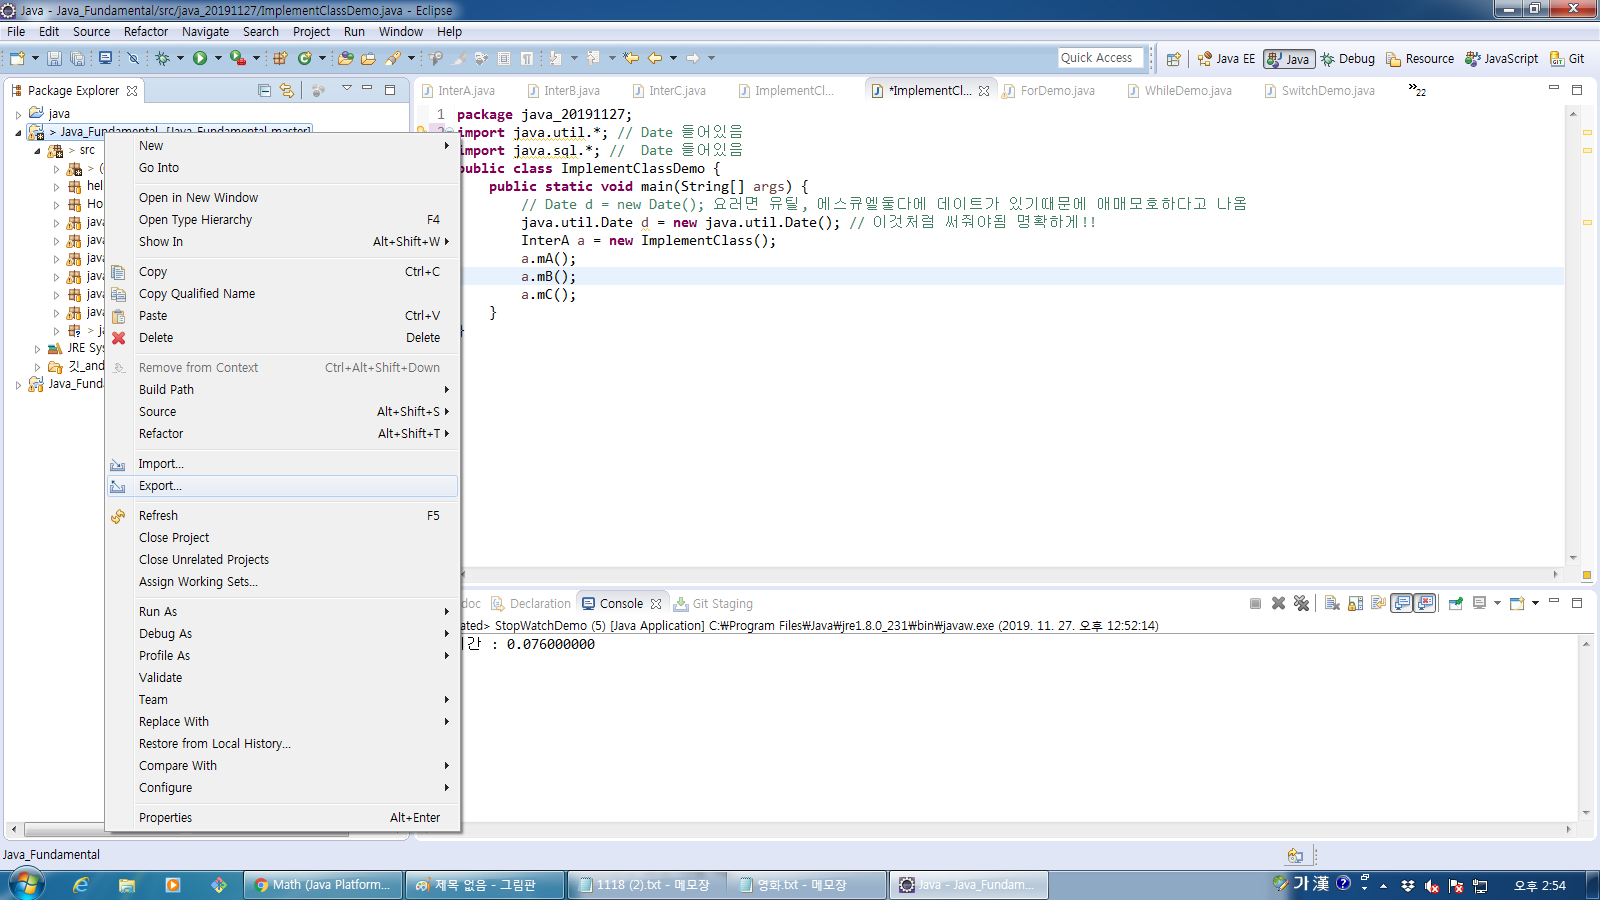 Java - Java_Fundamental/src/java_20191127/ImplementClassDemo.java - Eclipse
File Edit Source Refactor Navigate Search Project Run Window Help
Quick Access Java EE Java Debug Resource JavaScript Git
Package Explorer
java
> Java_Fundamental [Java_Fundamental master]
> src
> (
hel
Ho
java
java
java
java
java
java
> ja
JRE Sys
깃_and
Java_Funda
New
Go Into
Open in New Window
Open Type Hierarchy F4
Show In Alt+Shift+W
Copy Ctrl+C
Copy Qualified Name
Paste Ctrl+V
Delete Delete
Remove from Context Ctrl+Alt+Shift+Down
Build Path
Source Alt+Shift+S
Refactor Alt+Shift+T
Import...
Export...
Refresh F5
Close Project
Close Unrelated Projects
Assign Working Sets...
Run As
Debug As
Profile As
Validate
Team
Replace With
Restore from Local History...
Compare With
Configure
Properties Alt+Enter
InterA.java InterB.java InterC.java ImplementCl... *ImplementCl... ForDemo.java WhileDemo.java SwitchDemo.java »22
1 package java_20191127;
2 import java.util.*; // Date 들어있음
import java.sql.*; //  Date 들어있음
public class ImplementClassDemo {
public static void main(String[] args) {
// Date d = new Date(); 요러면 유틸, 에스큐엘둘다에 데이트가 있기때문에 애매모호하다고 나옴
java.util.Date d = new java.util.Date(); // 이것처럼 써줘야됨 명확하게!!
InterA a = new ImplementClass();
a.mA();
a.mB();
a.mC();
}
}
doc Declaration Console Git Staging
ated> StopWatchDemo (5) [Java Application] C:₩Program Files₩Java₩jre1.8.0_231₩bin₩javaw.exe (2019. 11. 27. 오후 12:52:14)
간 : 0.076000000
Java_Fundamental
Math (Java Platform... 제목 없음 - 그림판 1118 (2).txt - 메모장 영화.txt - 메모장 Java - Java_Fundam... 가 漢 오후 2:54